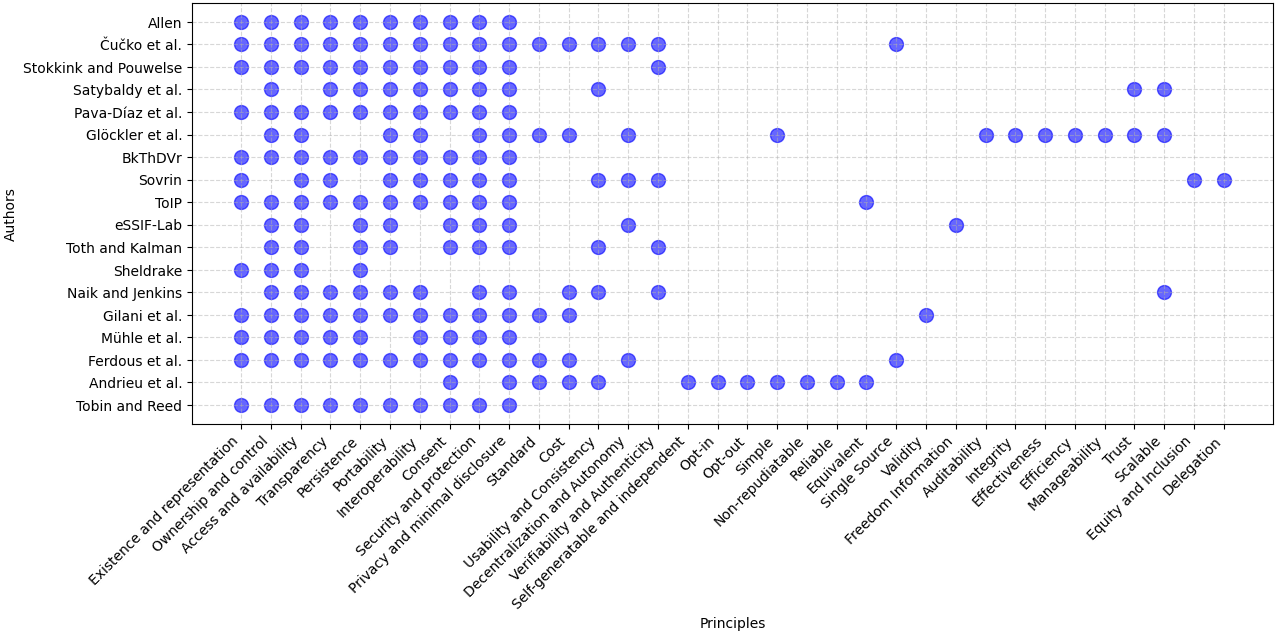 Allen
Čučko et al.
Stokkink and Pouwelse
Satybaldy et al.
Pava-Díaz et al.
Glöckler et al.
BkThDVr
Sovrin
ToIP
eSSIF-Lab
Toth and Kalman
Sheldrake
Naik and Jenkins
Gilani et al.
Mühle et al.
Ferdous et al.
Andrieu et al.
Tobin and Reed
Authors
Existence and representation
Ownership and control
Access and availability
Transparency
Persistence
Portability
Interoperability
Consent
Security and protection
Privacy and minimal disclosure
Standard
Cost
Usability and Consistency
Decentralization and Autonomy
Verifiability and Authenticity
Self-generatable and independent
Opt-in
Opt-out
Simple
Non-repudiatable
Reliable
Equivalent
Single Source
Validity
Freedom Information
Auditability
Integrity
Effectiveness
Efficiency
Manageability
Trust
Scalable
Equity and Inclusion
Delegation
Principles